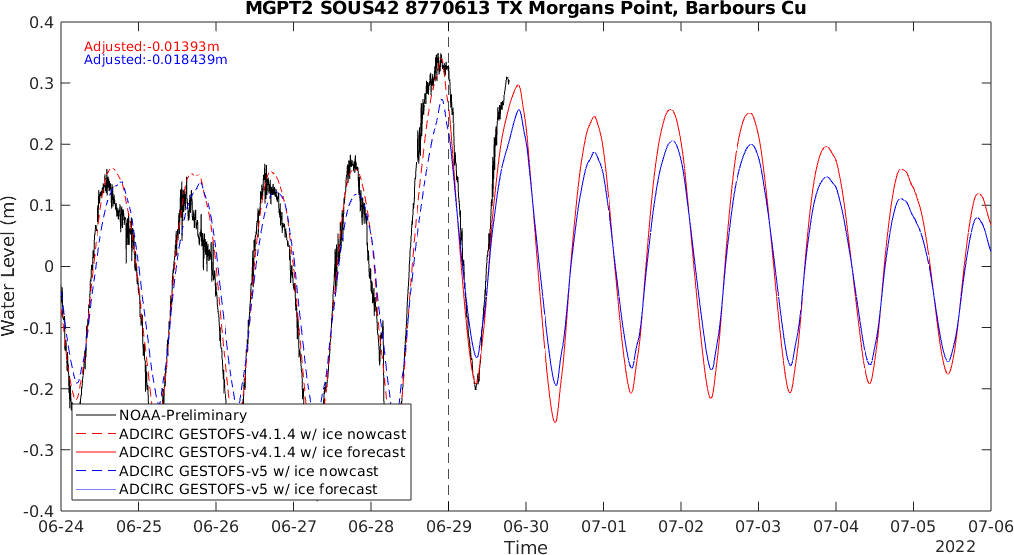 MGPT2 SOUS42 8770613 TX Morgans Point, Barbours Cu
Adjusted:-0.01393m
Adjusted:-0.018439m
Water Level (m)
0.4
0.3
0.2
0.1
0
-0.1
-0.2
-0.3
-0.4
NOAA-Preliminary
ADCIRC GESTOFS-v4.1.4 w/ ice nowcast
ADCIRC GESTOFS-v4.1.4 w/ ice forecast
ADCIRC GESTOFS-v5 w/ ice nowcast
ADCIRC GESTOFS-v5 w/ ice forecast
06-24 06-25 06-26 06-27 06-28 06-29 06-30 07-01 07-02 07-03 07-04 07-05 07-06
Time
2022